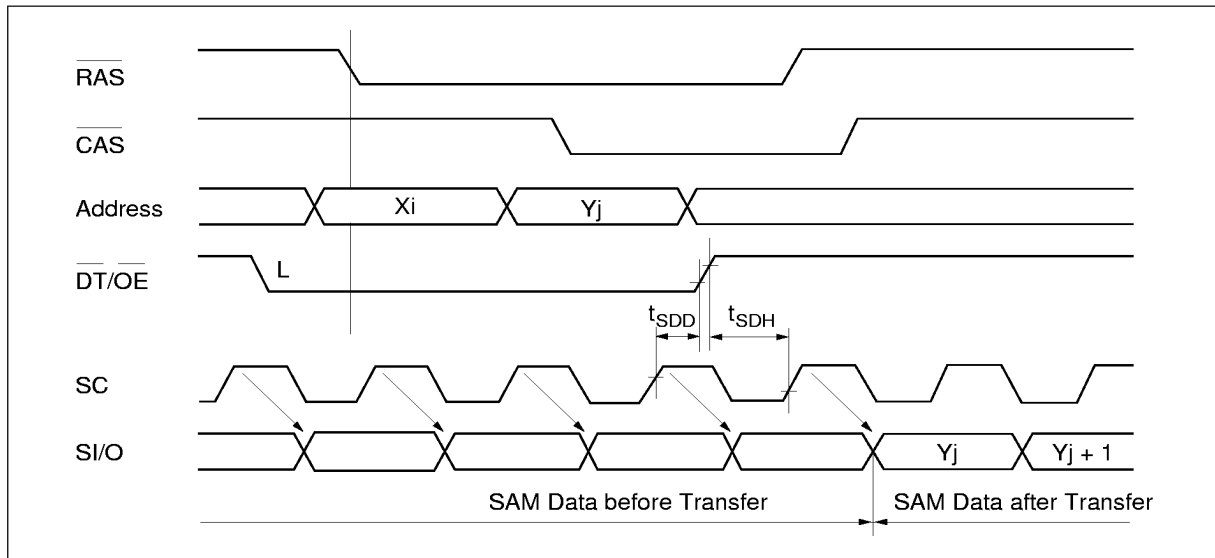 RAS
CAS
Address Xi Yj
DT/OE L
tSDD tSDH
SC
SI/O Yj Yj + 1
SAM Data before Transfer SAM Data after Transfer